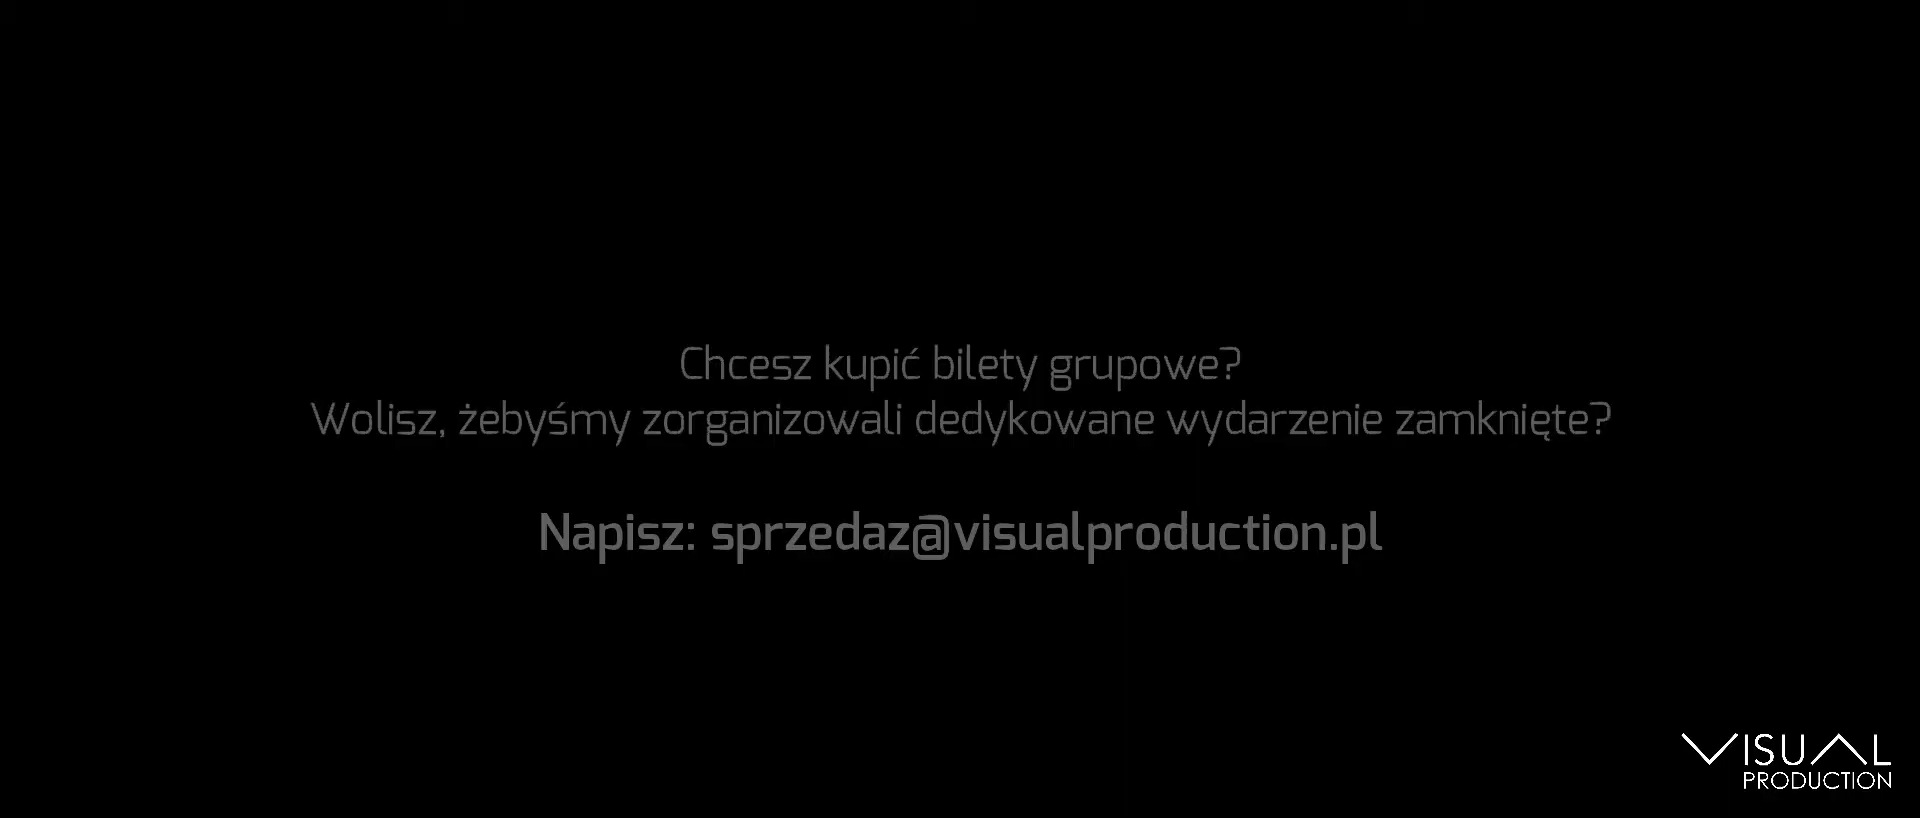 Chcesz kupić bilety grupowe?
Wolisz, żebyśmy zorganizowali dedykowane wydarzenie zamknięte?
Napisz: sprzedaz@visualproduction.pl
VISUAL
PRODUCTION